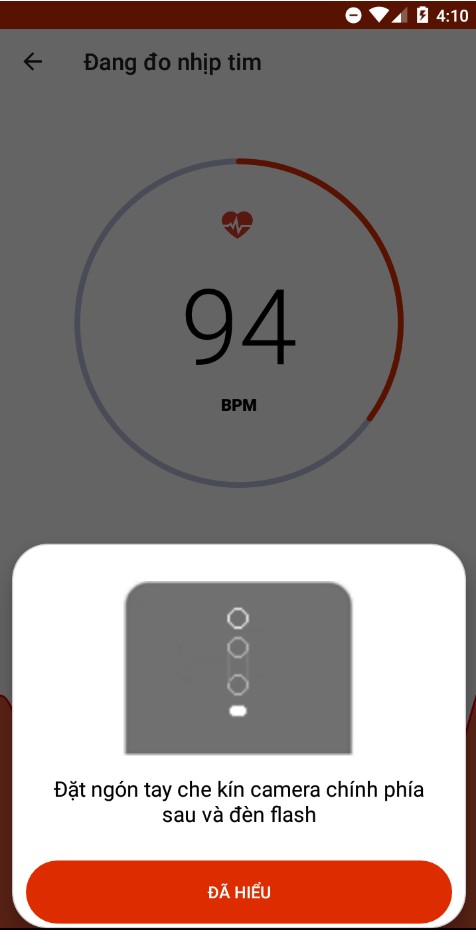 4:10
Đang đo nhịp tim
94
BPM
Đặt ngón tay che kín camera chính phía
sau và đèn flash
ĐÃ HIỂU